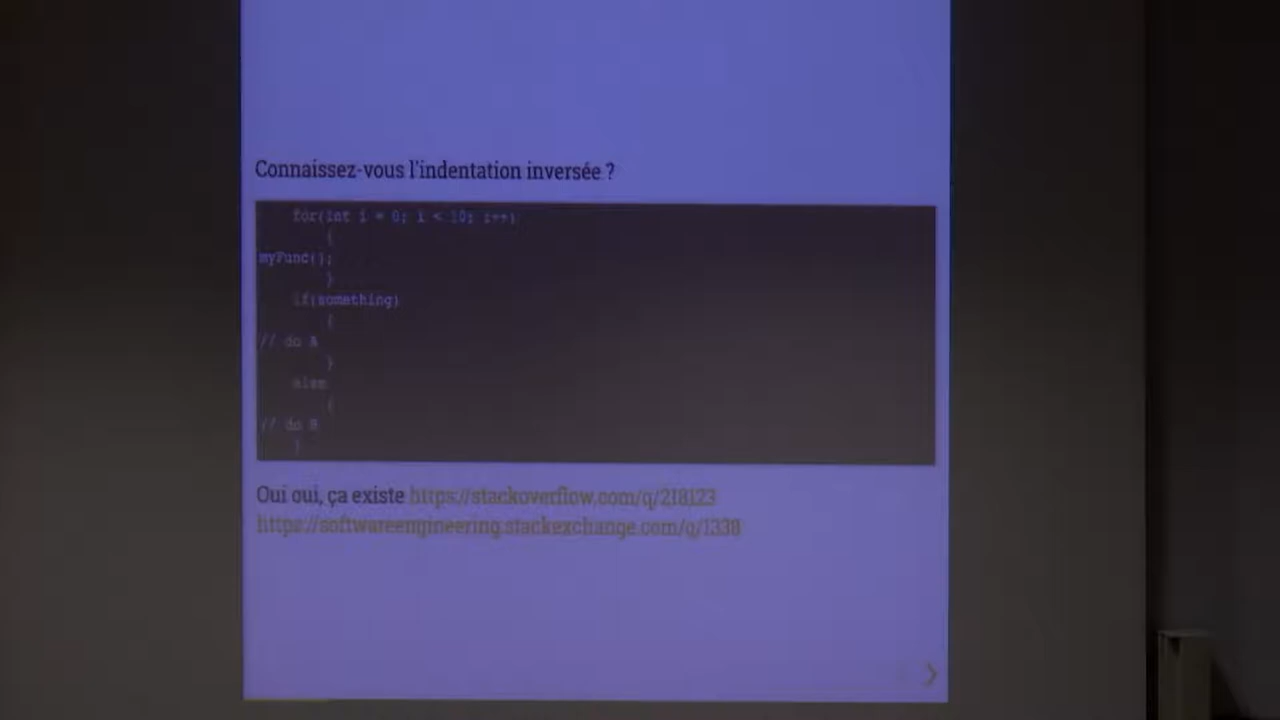 Connaissez-vous l'indentation inversée ?
for(int i = 0; i < 10; i++)
{
myFunc();
}
if(something)
{
// do A
}
else
{
// do B
}
Oui oui, ça existe https://stackoverflow.com/q/218123
https://softwareengineering.stackexchange.com/q/1338